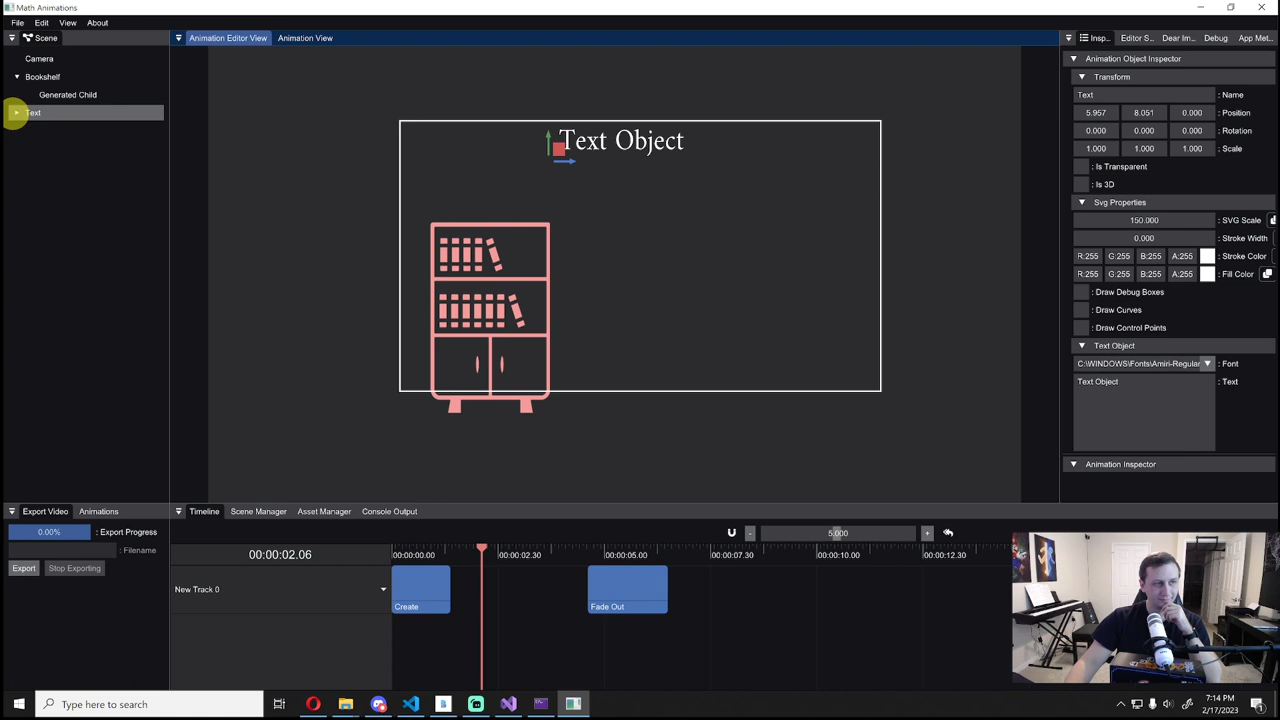 Math Animations
File Edit View About
Scene
Animation Editor View Animation View
Insp... Editor S... Dear Im... Debug App Met...
Camera
Bookshelf
Generated Child
Text
Text Object
Animation Object Inspector
Transform
Text : Name
5.957 8.051 0.000 : Position
0.000 0.000 0.000 : Rotation
1.000 1.000 1.000 : Scale
: Is Transparent
: Is 3D
Svg Properties
150.000 : SVG Scale
0.000 : Stroke Width
R:255 G:255 B:255 A:255 : Stroke Color
R:255 G:255 B:255 A:255 : Fill Color
: Draw Debug Boxes
: Draw Curves
: Draw Control Points
Text Object
C:\WINDOWS\Fonts\Amiri-Regular : Font
Text Object : Text
Animation Inspector
Export Video Animations
0.00% : Export Progress
: Filename
Export Stop Exporting
Timeline Scene Manager Asset Manager Console Output
- 5.000 +
00:00:02.06
00:00:00.00 00:00:02.30 00:00:05.00 00:00:07.30 00:00:10.00 00:00:12.30
New Track 0
Create Fade Out
Type here to search
7:14 PM
2/17/2023